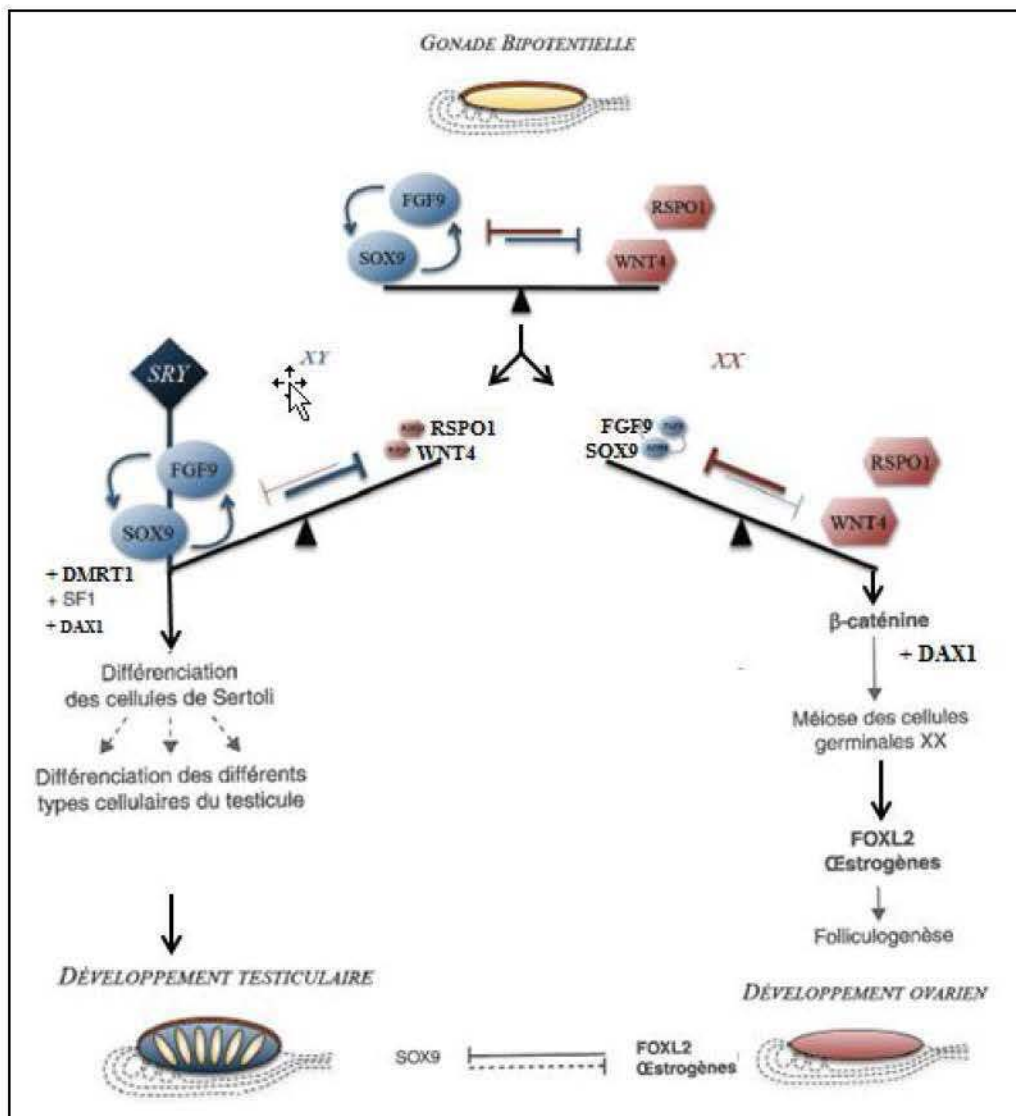 GONADE BIPOTENTIELLE
FGF9
SOX9
RSPO1
WNT4
XY
XX
SRY
FGF9
SOX9
RSPO1
WNT4
+ DMRT1
+ SF1
+ DAX1
Différenciation
des cellules de Sertoli
Différenciation des différents
types cellulaires du testicule
DÉVELOPPEMENT TESTICULAIRE
FGF9
SOX9
RSPO1
WNT4
β-caténine
+ DAX1
Méiose des cellules
germinales XX
FOXL2
Œstrogènes
Folliculogenèse
DÉVELOPPEMENT OVARIEN
SOX9
FOXL2
Œstrogènes